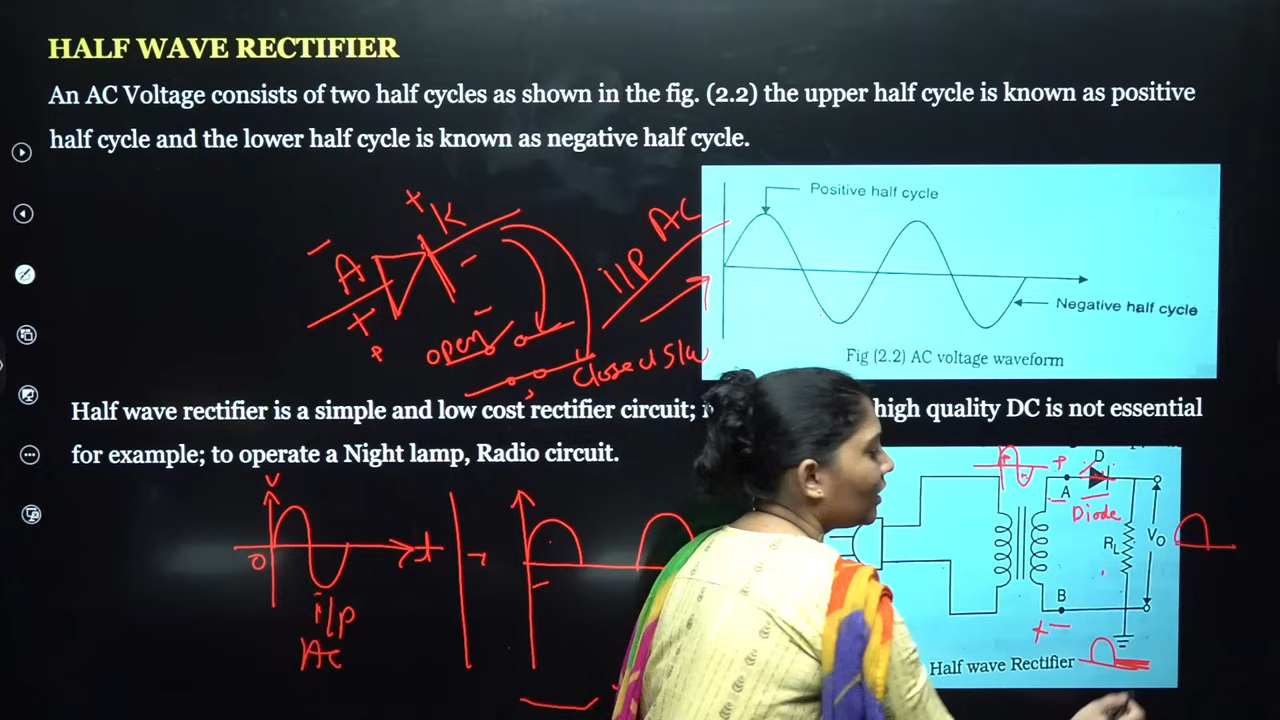 HALF WAVE RECTIFIER
An AC Voltage consists of two half cycles as shown in the fig. (2.2) the upper half cycle is known as positive
half cycle and the lower half cycle is known as negative half cycle.
Positive half cycle
Negative half cycle
Fig (2.2) AC voltage waveform
+
K
-
A
-
+
i/p AC
open
closed S/w
Half wave rectifier is a simple and low cost rectifier circuit; high quality DC is not essential
for example; to operate a Night lamp, Radio circuit.
V
0
t
i/p
AC
D
+
A
-
Diode
RL
VO
B
+ -
Half wave Rectifier